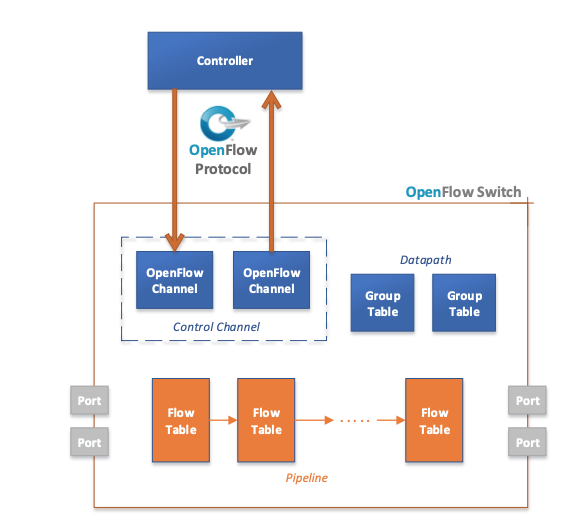 Controller
OpenFlow
Protocol
OpenFlow Switch
OpenFlow
Channel
OpenFlow
Channel
Control Channel
Datapath
Group
Table
Group
Table
Port
Port
Flow
Table
Flow
Table
Flow
Table
Port
Port
Pipeline